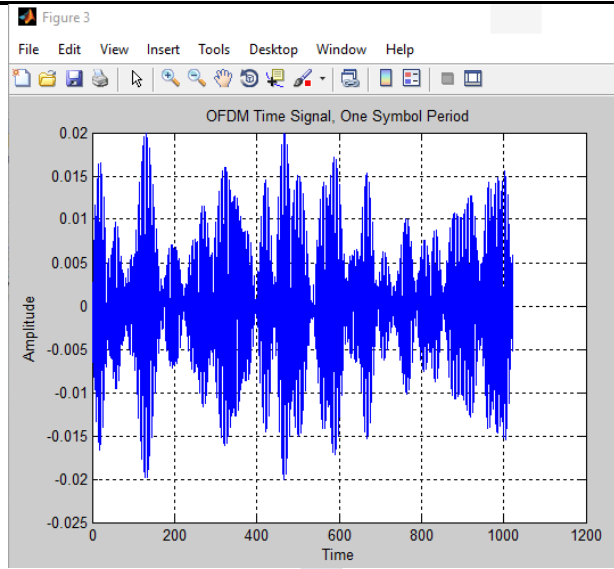 Figure 3
File Edit View Insert Tools Desktop Window Help
OFDM Time Signal, One Symbol Period
0.02
0.015
0.01
0.005
0
-0.005
-0.01
-0.015
-0.02
-0.025
Amplitude
0 200 400 600 800 1000 1200
Time